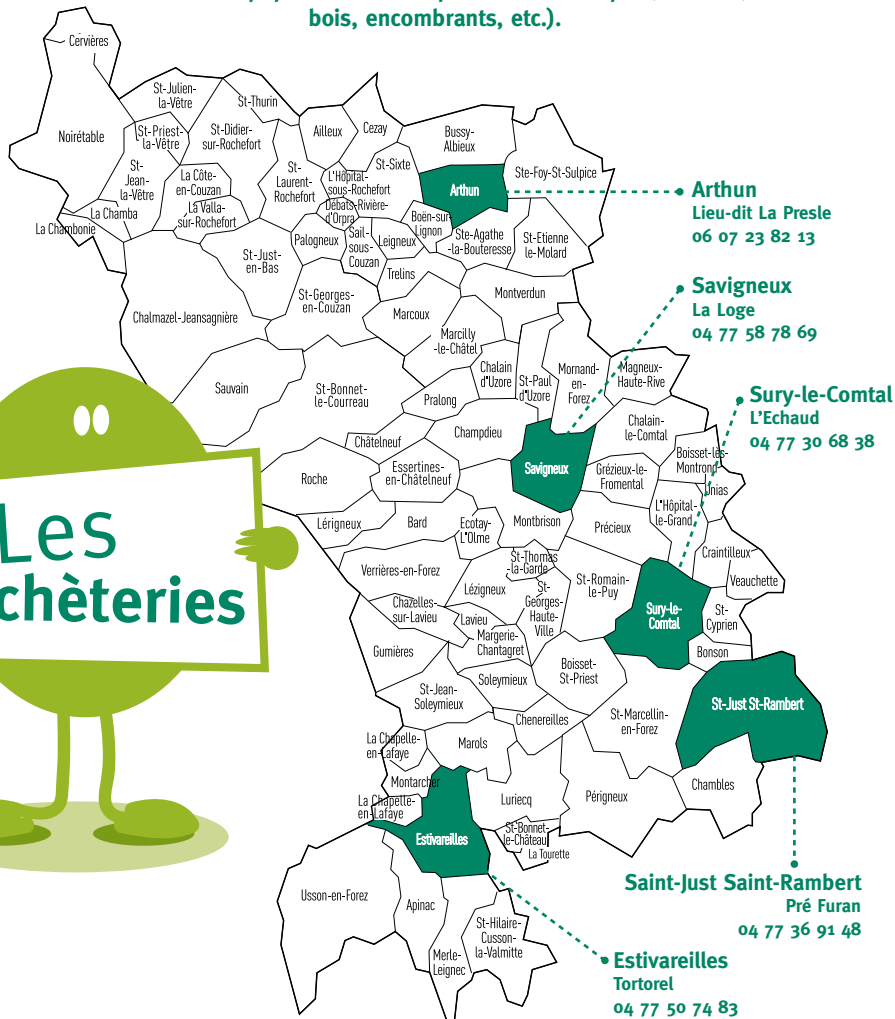 bois, encombrants, etc.).
Cervières
St-Julien-
la-Vêtre
St-Thurin
Noirétable
St-Priest-
la-Vêtre
St-Didier-
sur-Rochefort
Ailleux
Cezay
Bussy-
Albieux
St-
Jean-
la-Vêtre
La Côte-
en-Couzan
St-
Laurent-
Rochefort
L'Hôpital-
sous-Rochefort
St-Sixte
Arthun
Ste-Foy-St-Sulpice
La Chamba
La Chambonie
La Valla-
sur-Rochefort
Débats-Rivière-
d'Orpra
Boën-sur-
Lignon
Palogneux
Sail-
sous-
Couzan
Leigneux
Ste-Agathe
-la-Bouteresse
St-Etienne
le-Molard
St-Just-
en-Bas
Trelins
Chalmazel-Jeansagnière
St-Georges-
en-Couzan
Marcoux
Montverdun
Marcilly
-le-Châtel
Sauvain
St-Bonnet-
le-Courreau
Chalain
d'Uzore
St-Paul
d'Uzore
Mornand-
en-
Forez
Magneux-
Haute-Rive
Pralong
Châtelneuf
Champdieu
Chalain-
le-Comtal
Boisset-lès-
Montrond
Unias
Roche
Essertines-
en-Châtelneuf
Savigneux
Grézieux-le-
Fromental
L'Hôpital-
le-Grand
Lérigneux
Bard
Ecotay-
L'Olme
Montbrison
Précieux
Craintilleux
Verrières-en-Forez
St-Thomas
-la-Garde
Veauchette
Lézigneux
St-
Georges-
Haute-
Ville
St-Romain-
le-Puy
Chazelles-
sur-Lavieu
Lavieu
Sury-le-
Comtal
St-
Cyprien
Margerie-
Chantagret
Gumières
Bonson
Boisset-
St-Priest
Soleymieux
St-Jean-
Soleymieux
St-Just St-Rambert
Chenereilles
St-Marcellin-
en-Forez
La Chapelle-
en-Lafaye
Marols
Montarcher
La Chapelle-
en-Lafaye
Luriecq
Périgneux
Chambles
Estivareilles
St-Bonnet-
le-Château
La Tourette
Usson-en-Forez
Apinac
St-Hilaire-
Cusson-
la-Valmitte
Merle-
Leignec
Arthun
Lieu-dit La Presle
06 07 23 82 13
Savigneux
La Loge
04 77 58 78 69
Sury-le-Comtal
L'Echaud
04 77 30 68 38
Les
chèteries
Saint-Just Saint-Rambert
Pré Furan
04 77 36 91 48
Estivareilles
Tortorel
04 77 50 74 83